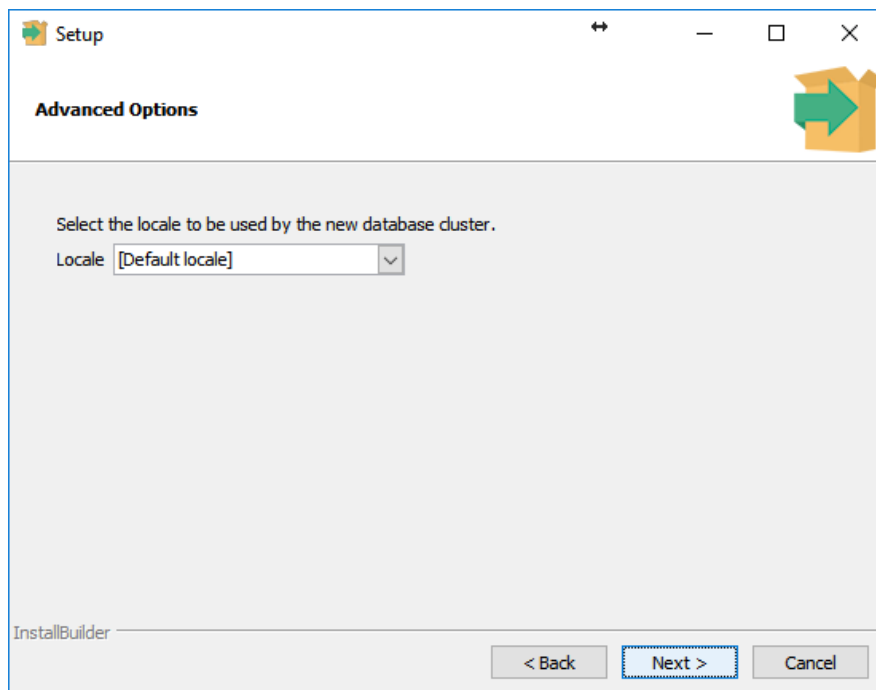 Setup
Advanced Options
Select the locale to be used by the new database cluster.
Locale [Default locale]
InstallBuilder
< Back Next > Cancel